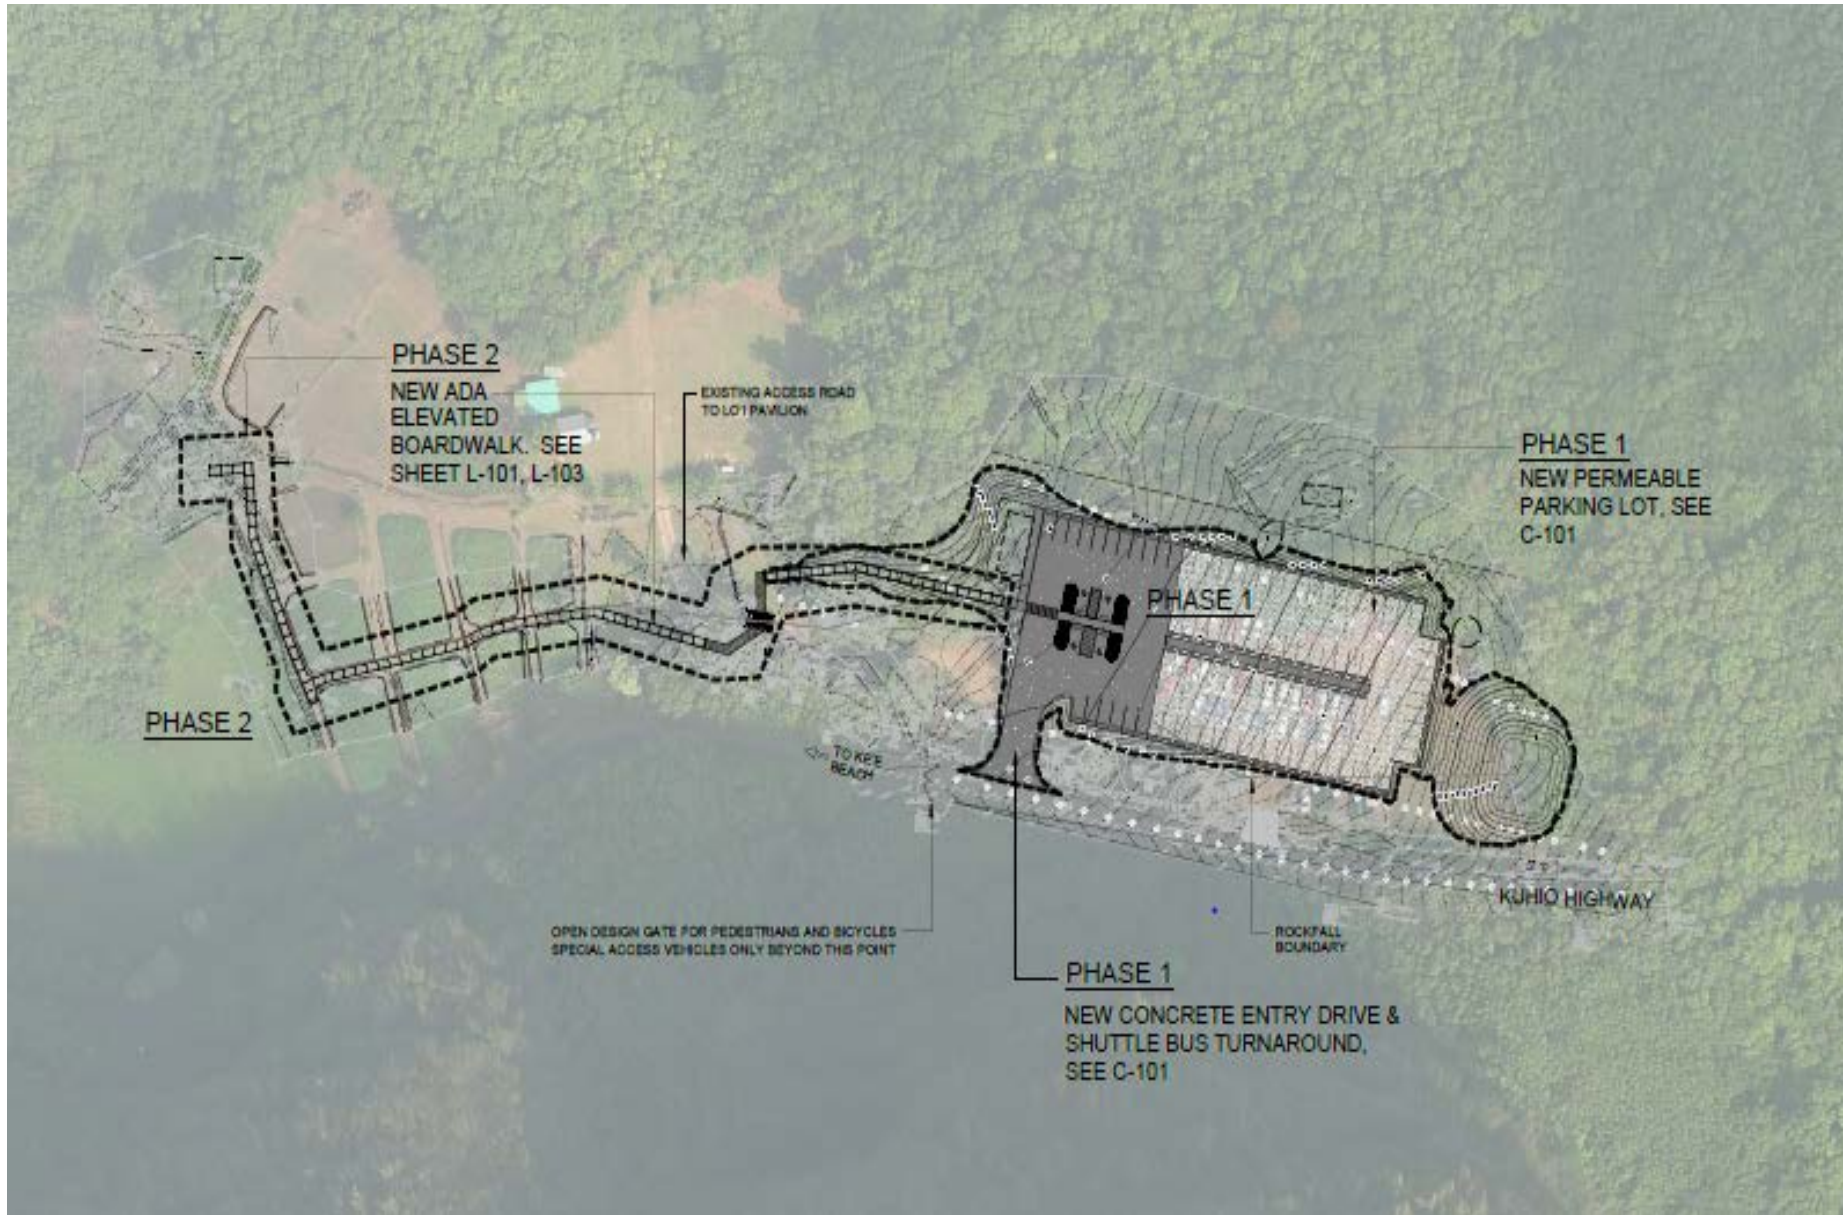 PHASE 2
NEW ADA
ELEVATED
BOARDWALK. SEE
SHEET L-101, L-103
EXISTING ACCESS ROAD
TO LO'I PAVILION
PHASE 1
NEW PERMEABLE
PARKING LOT, SEE
C-101
PHASE 1
PHASE 2
TO KE'E
BEACH
KUHIO HIGHWAY
OPEN DESIGN GATE FOR PEDESTRIANS AND BICYCLES
SPECIAL ACCESS VEHICLES ONLY BEYOND THIS POINT
ROCKFALL
BOUNDARY
PHASE 1
NEW CONCRETE ENTRY DRIVE &
SHUTTLE BUS TURNAROUND,
SEE C-101